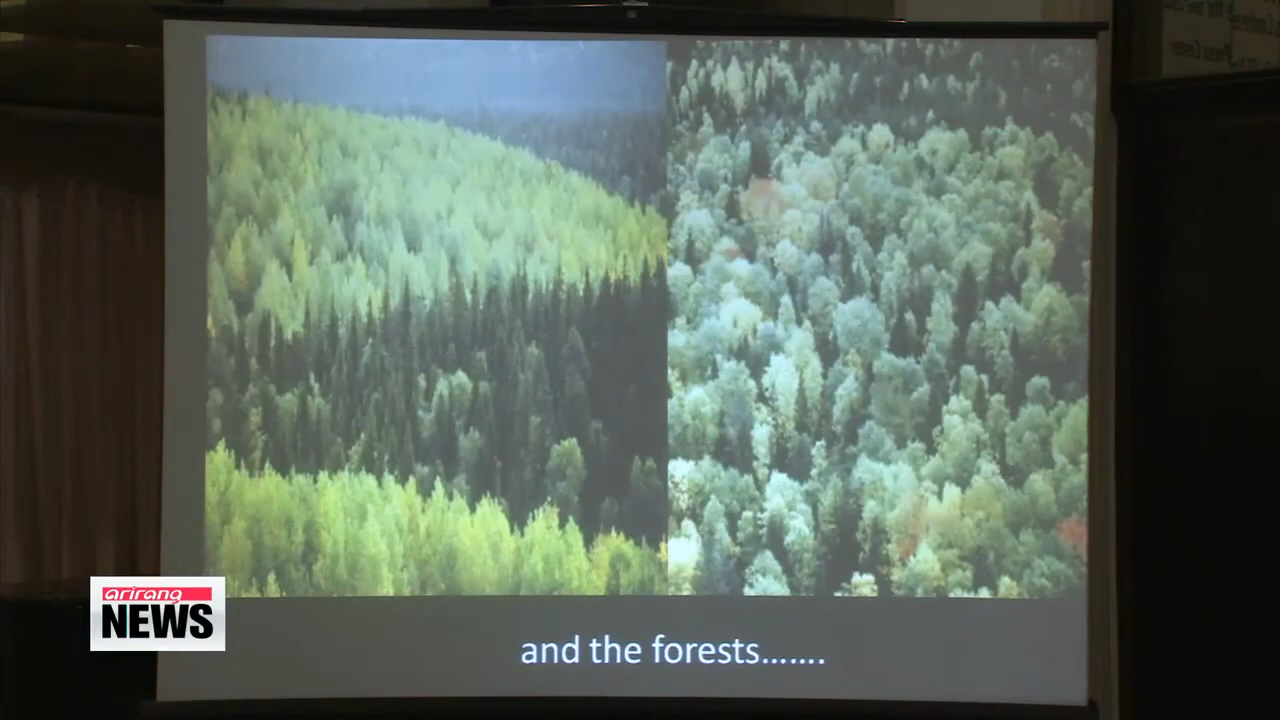 arirang
NEWS
and the forests.......